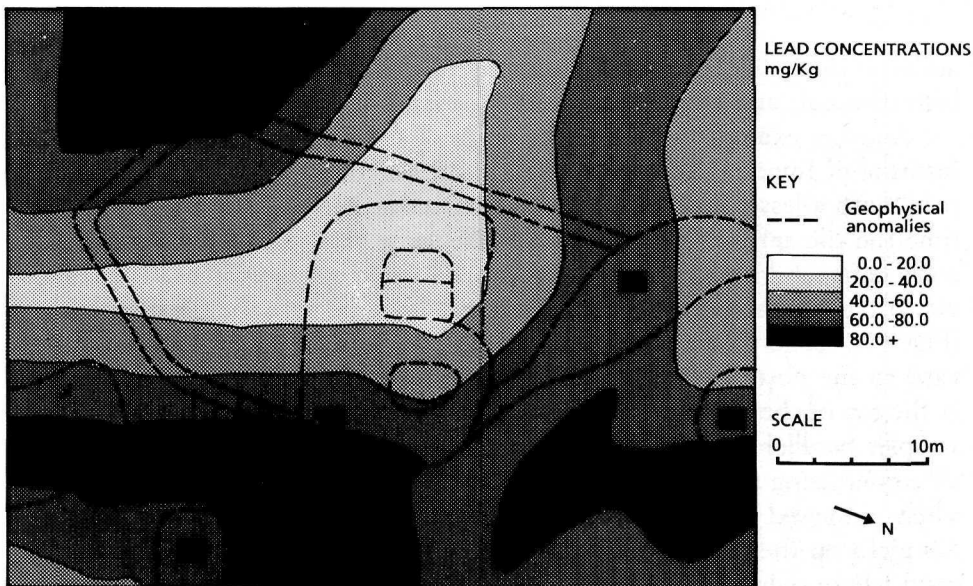 LEAD CONCENTRATIONS
mg/Kg
KEY
Geophysical
anomalies
0.0 - 20.0
20.0 - 40.0
40.0 -60.0
60.0 -80.0
80.0 +
SCALE
0 10m
N